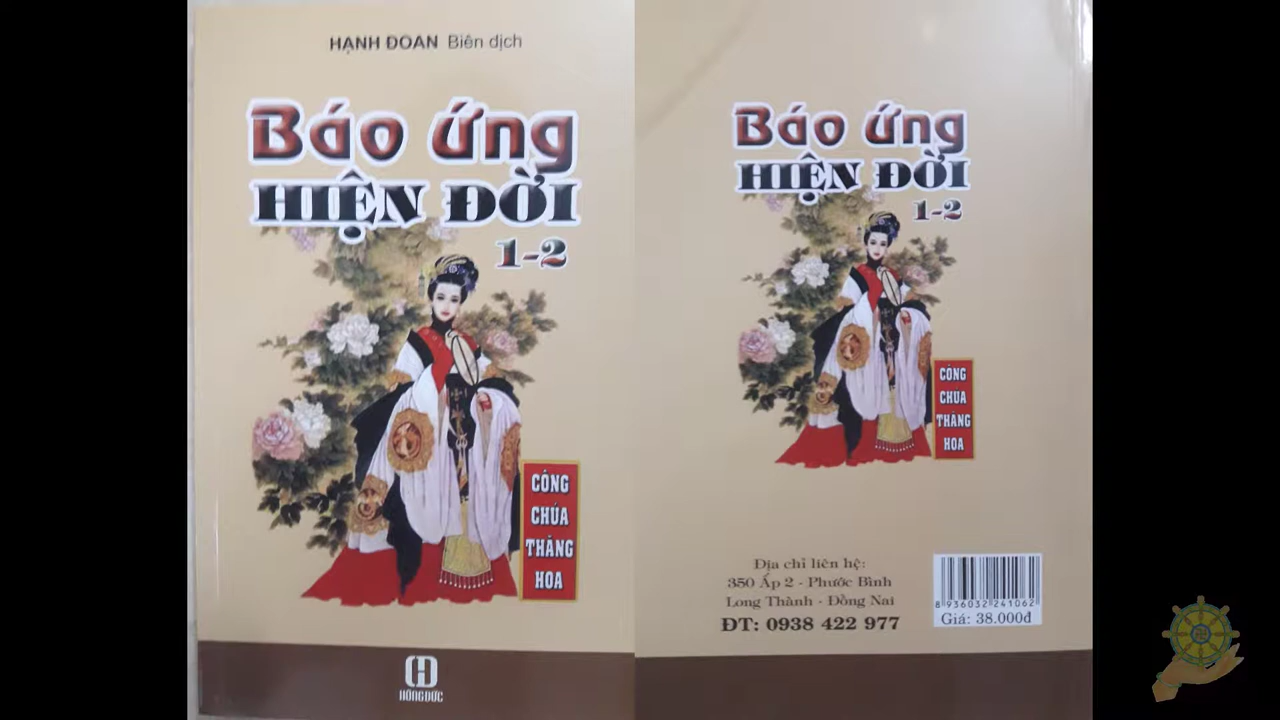 HẠNH ĐOAN Biên dịch
Báo ứng
HIỆN ĐỜI
1-2
CÔNG
CHÚA
THĂNG
HOA
HỒNG ĐỨC
Báo ứng
HIỆN ĐỜI
1-2
CÔNG
CHÚA
THĂNG
HOA
Địa chỉ liên hệ:
350 Ấp 2 - Phước Bình
Long Thành - Đồng Nai
ĐT: 0938 422 977
8 936032 241062
Giá: 38.000đ